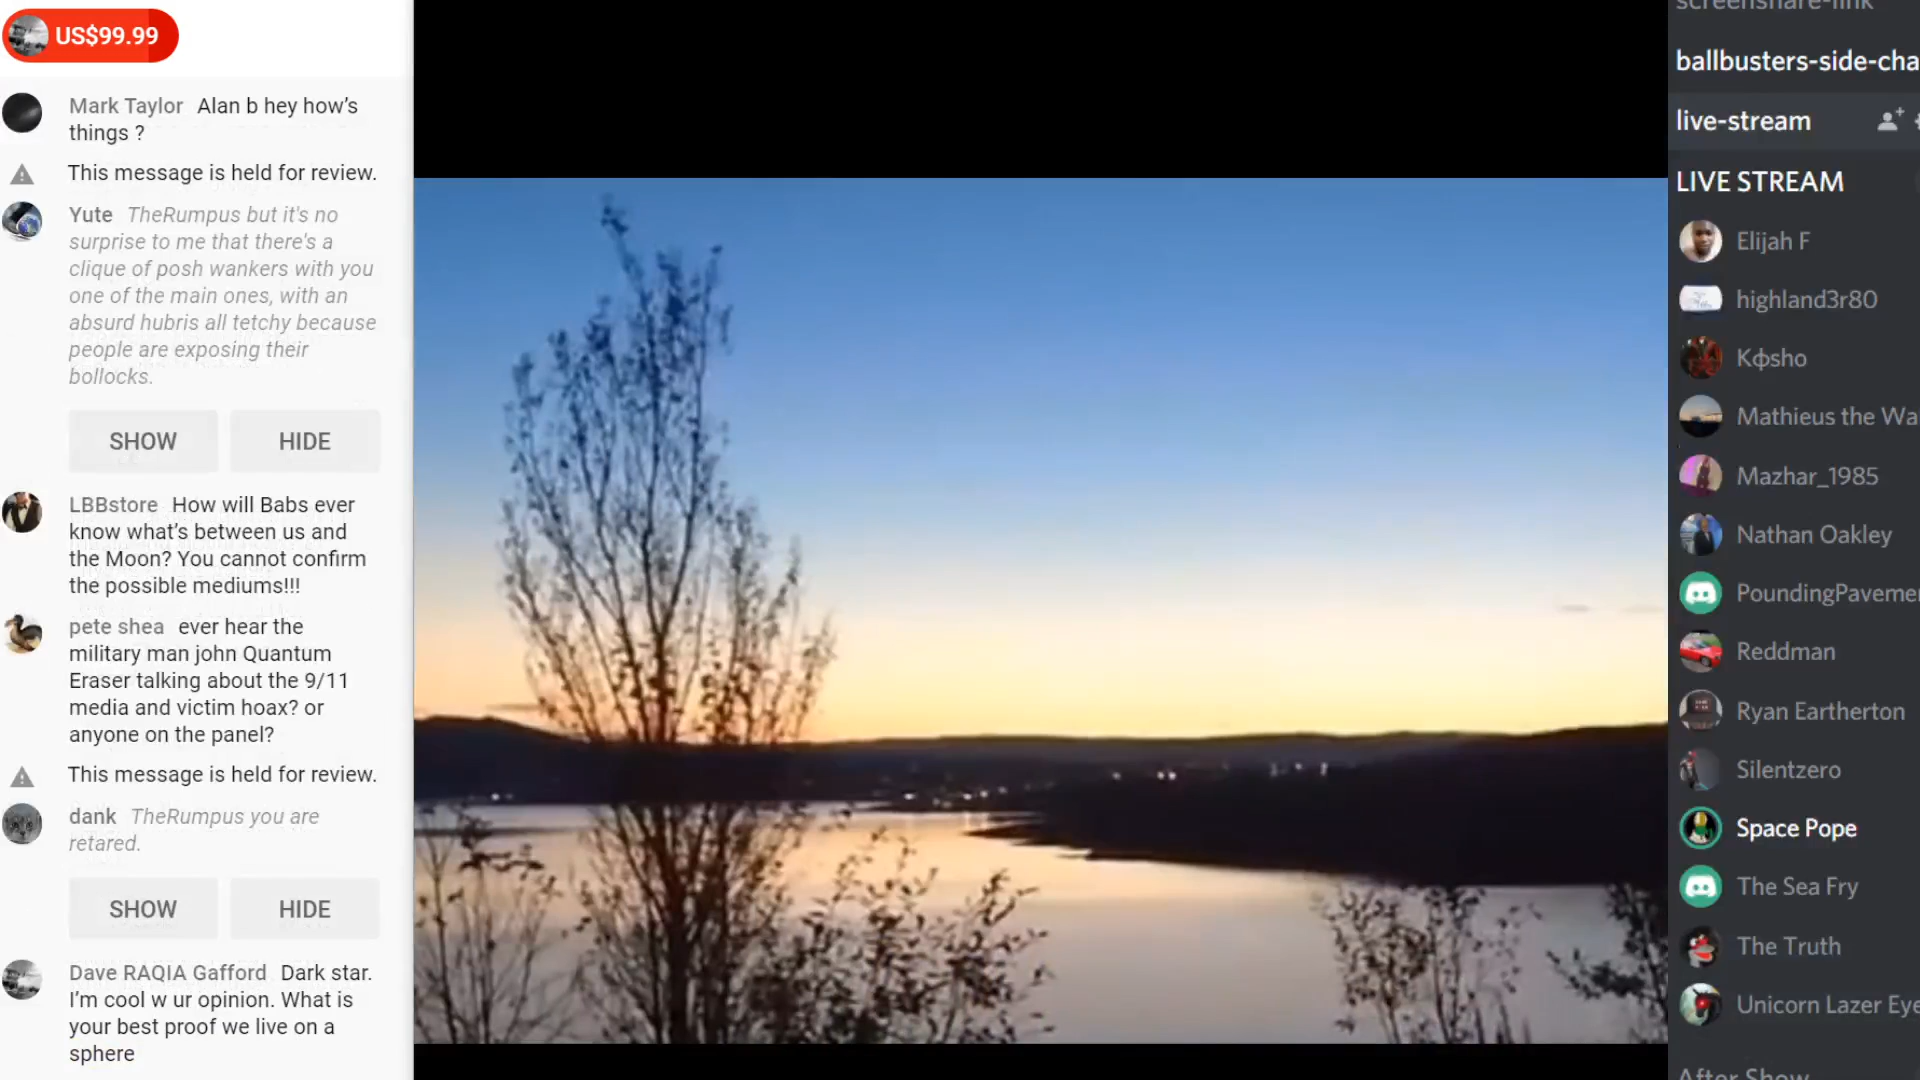 US$99.99
Mark Taylor Alan b hey how's
things ?
This message is held for review.
Yute TheRumpus but it's no
surprise to me that there's a
clique of posh wankers with you
one of the main ones, with an
absurd hubris all tetchy because
people are exposing their
bollocks.
SHOW HIDE
LBBstore How will Babs ever
know what's between us and
the Moon? You cannot confirm
the possible mediums!!!
pete shea ever hear the
military man john Quantum
Eraser talking about the 9/11
media and victim hoax? or
anyone on the panel?
This message is held for review.
dank TheRumpus you are
retared.
SHOW HIDE
Dave RAQIA Gafford Dark star.
I'm cool w ur opinion. What is
your best proof we live on a
sphere
screenshare-link
ballbusters-side-cha
live-stream
LIVE STREAM
Elijah F
highland3r80
Kфsho
Mathieus the Wa
Mazhar_1985
Nathan Oakley
PoundingPaveme
Reddman
Ryan Eartherton
Silentzero
Space Pope
The Sea Fry
The Truth
Unicorn Lazer Eye
After Show